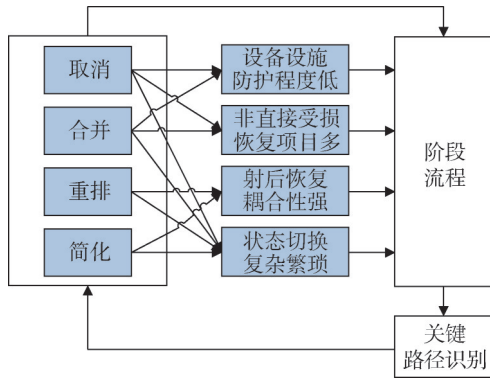 取消
合并
重排
简化
设备设施
防护程度低
非直接受损
恢复项目多
射后恢复
耦合性强
状态切换
复杂繁琐
阶段
流程
关键
路径识别